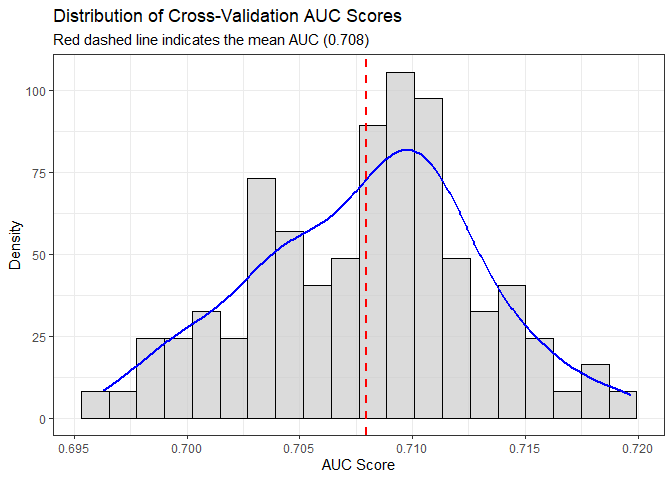 Distribution of Cross-Validation AUC Scores
Red dashed line indicates the mean AUC (0.708)
100
75
50
25
0
Density
0.695
0.700
0.705
0.710
0.715
0.720
AUC Score